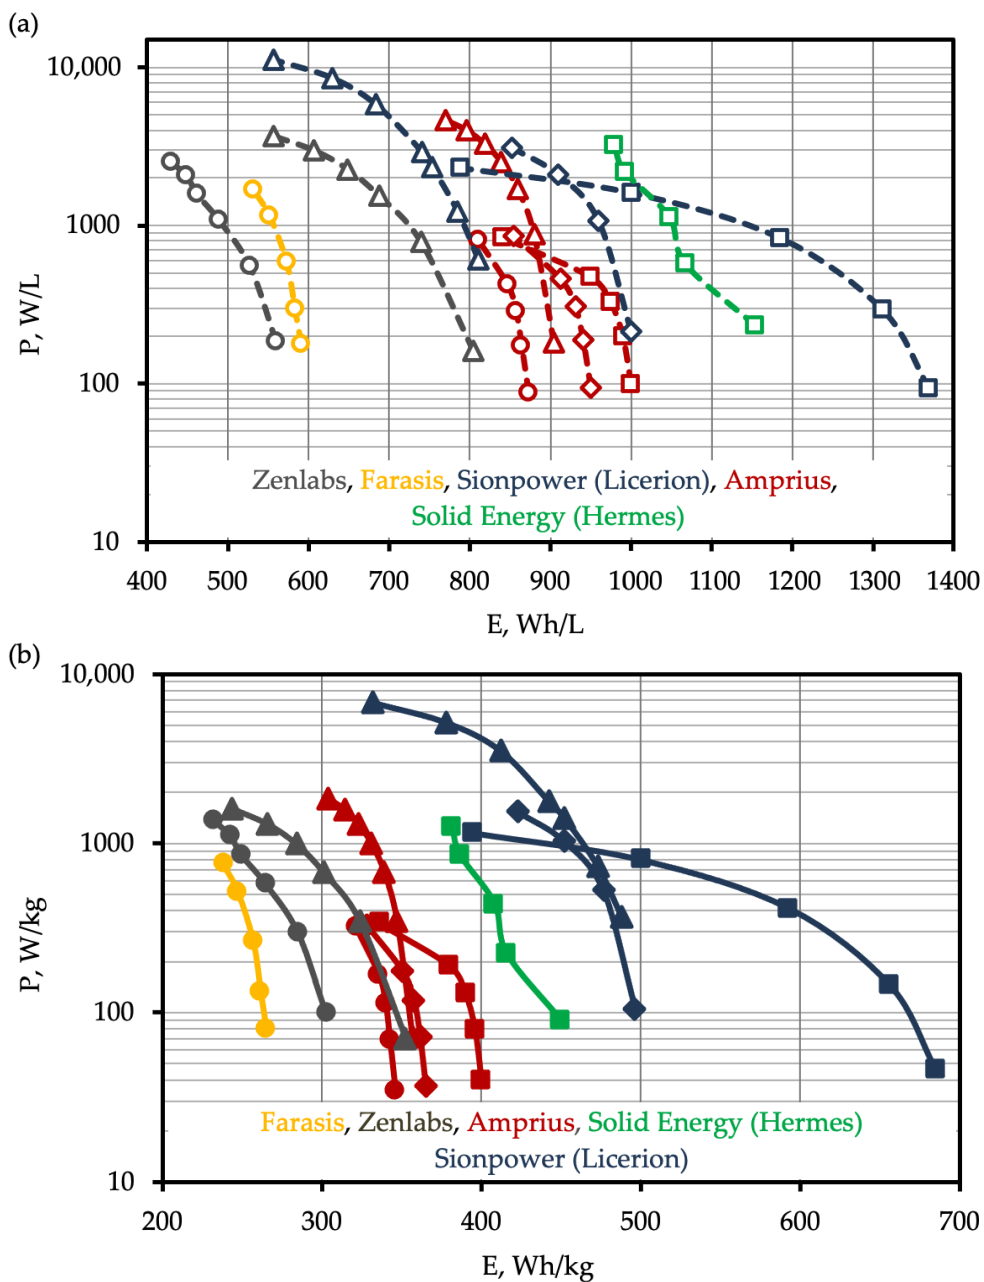 (a)
10,000
1000
100
10
P, W/L
Zenlabs, Farasis, Sionpower (Licerion), Amprius,
Solid Energy (Hermes)
400 500 600 700 800 900 1000 1100 1200 1300 1400
E, Wh/L
(b)
10,000
1000
100
10
P, W/kg
Farasis, Zenlabs, Amprius, Solid Energy (Hermes)
Sionpower (Licerion)
200 300 400 500 600 700
E, Wh/kg